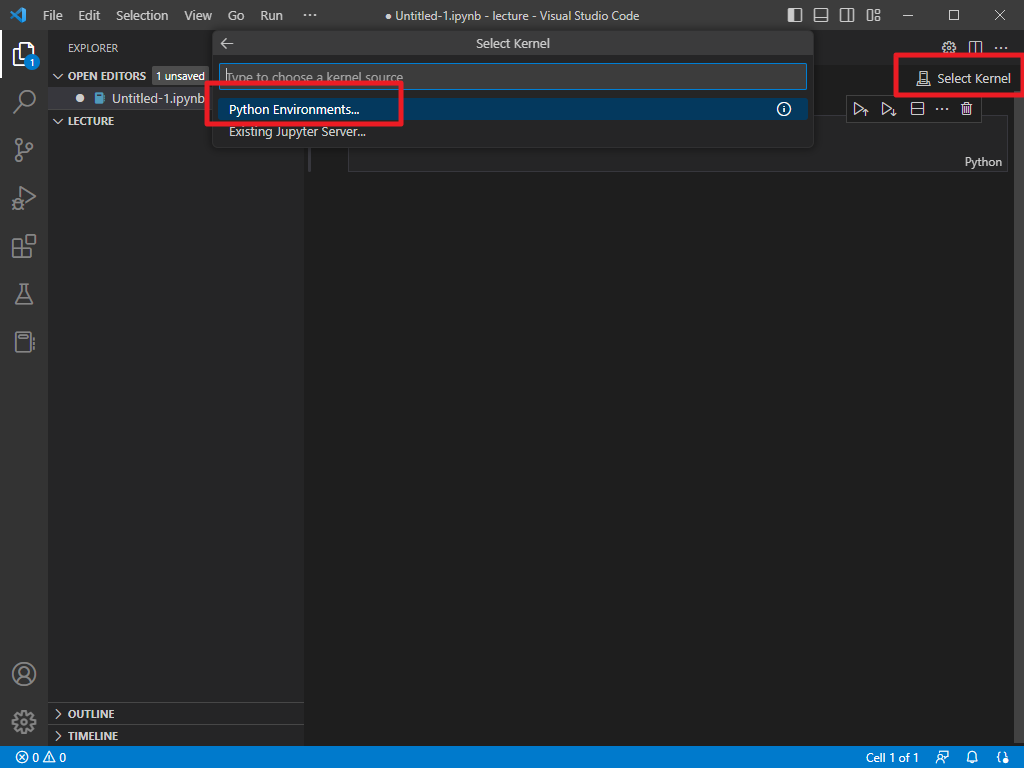 File Edit Selection View Go Run ··· ● Untitled-1.ipynb - lecture - Visual Studio Code
EXPLORER
Select Kernel
OPEN EDITORS 1 unsaved
Type to choose a kernel source
Select Kernel
● Untitled-1.ipynb
Python Environments...
LECTURE
Existing Jupyter Server...
Python
OUTLINE
TIMELINE
1
0 0 Cell 1 of 1